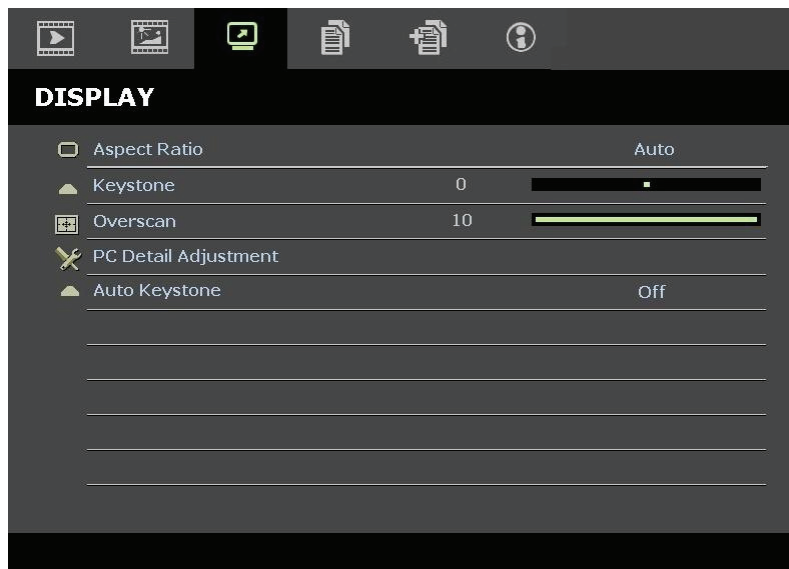 DISPLAY
Aspect Ratio Auto
Keystone 0
Overscan 10
PC Detail Adjustment
Auto Keystone Off